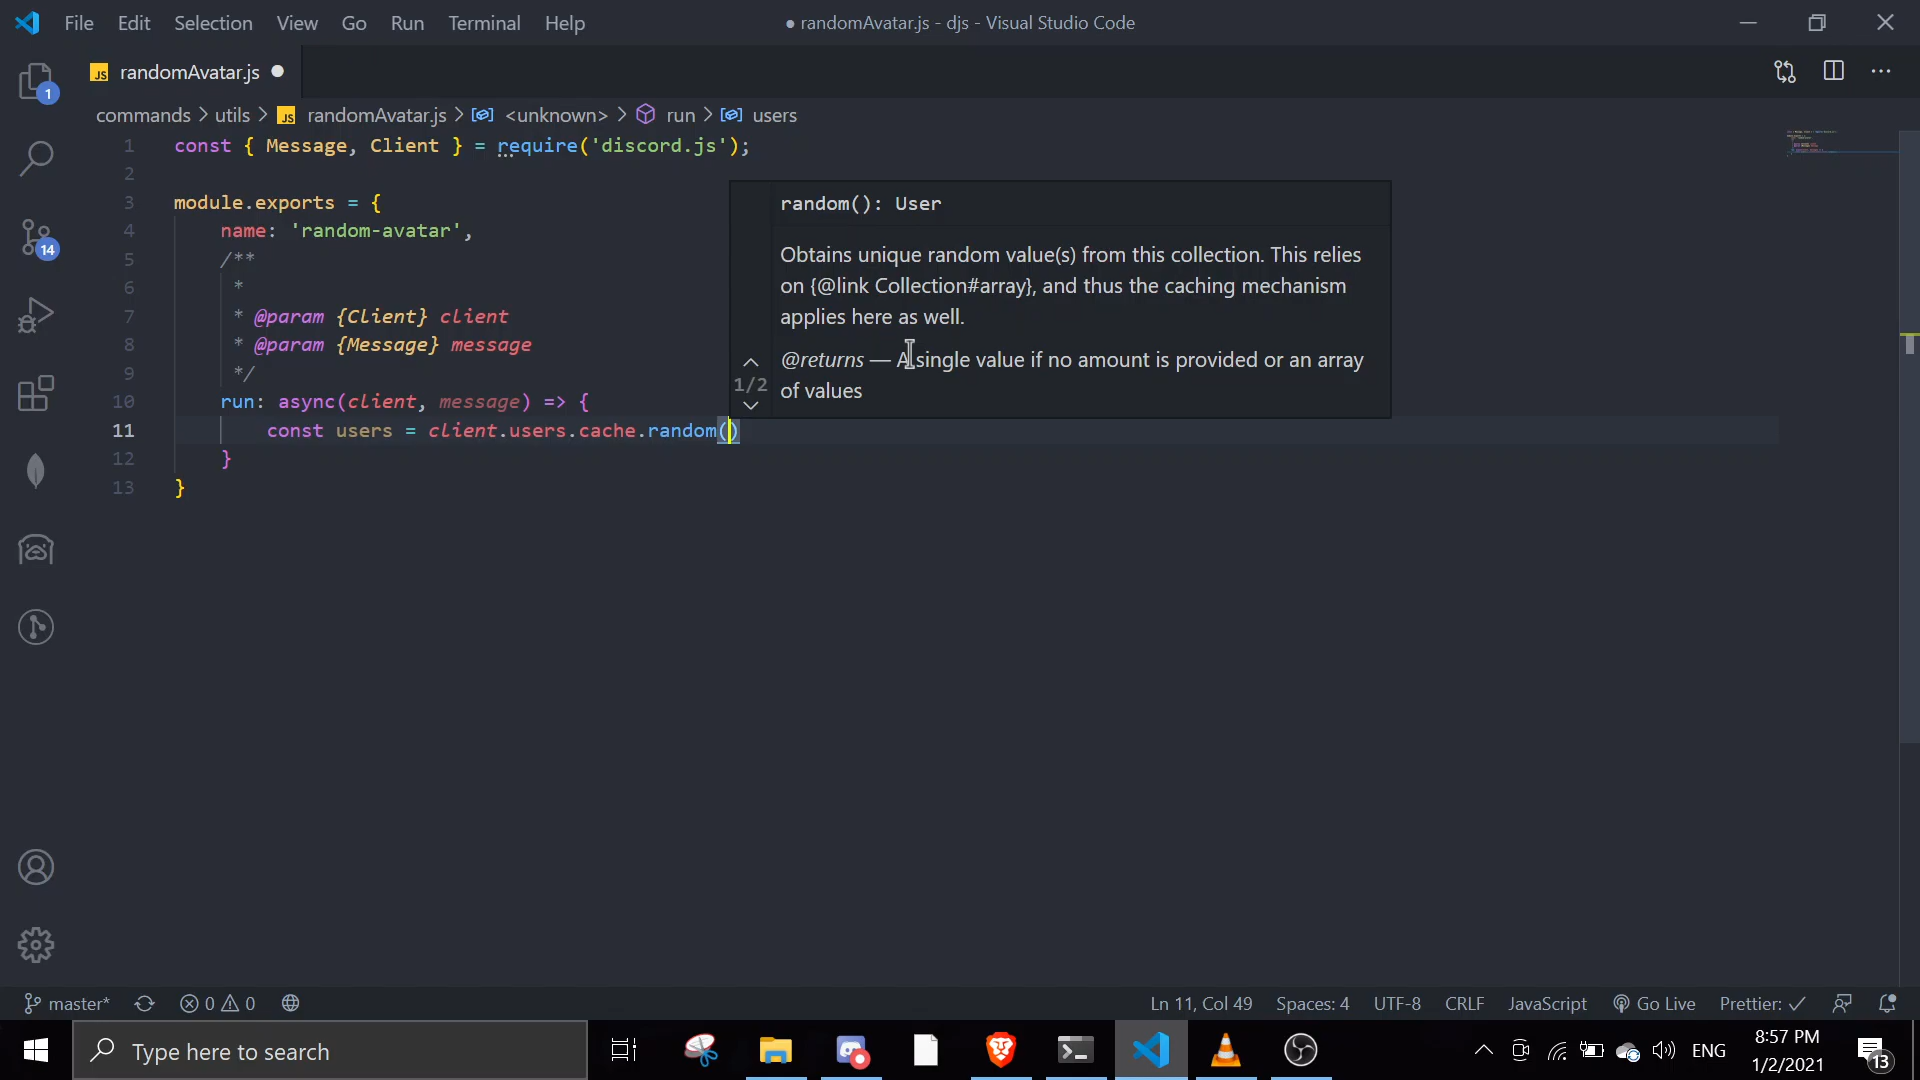 File Edit Selection View Go Run Terminal Help ● randomAvatar.js - djs - Visual Studio Code
JS randomAvatar.js ●
1
commands > utils > JS randomAvatar.js > <unknown> > run > users
1 const { Message, Client } = require('discord.js');
2
3 module.exports = {
4 name: 'random-avatar',
5 /**
6 *
7 * @param {Client} client
8 * @param {Message} message
9 */
10 run: async(client, message) => {
11 const users = client.users.cache.random()
12 }
13 }
14
random(): User
Obtains unique random value(s) from this collection. This relies
on {@link Collection#array}, and thus the caching mechanism
applies here as well.
@returns — A single value if no amount is provided or an array
of values
1/2
master* 0 0 Ln 11, Col 49 Spaces: 4 UTF-8 CRLF JavaScript Go Live Prettier: ✓
Type here to search
ENG
8:57 PM
1/2/2021
13